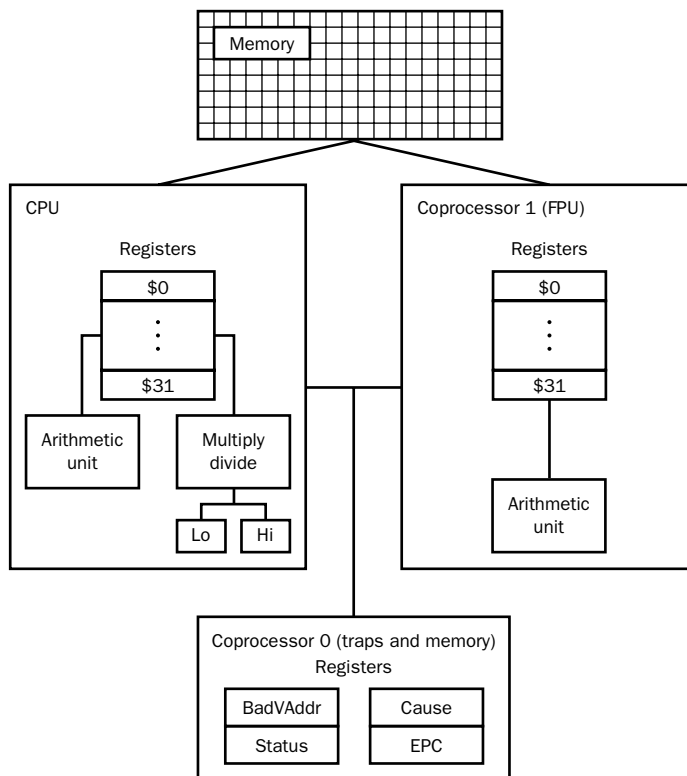 Memory
CPU
Registers
$0
$31
Arithmetic
unit
Multiply
divide
Lo
Hi
Coprocessor 1 (FPU)
Registers
$0
$31
Arithmetic
unit
Coprocessor 0 (traps and memory)
Registers
BadVAddr
Cause
Status
EPC